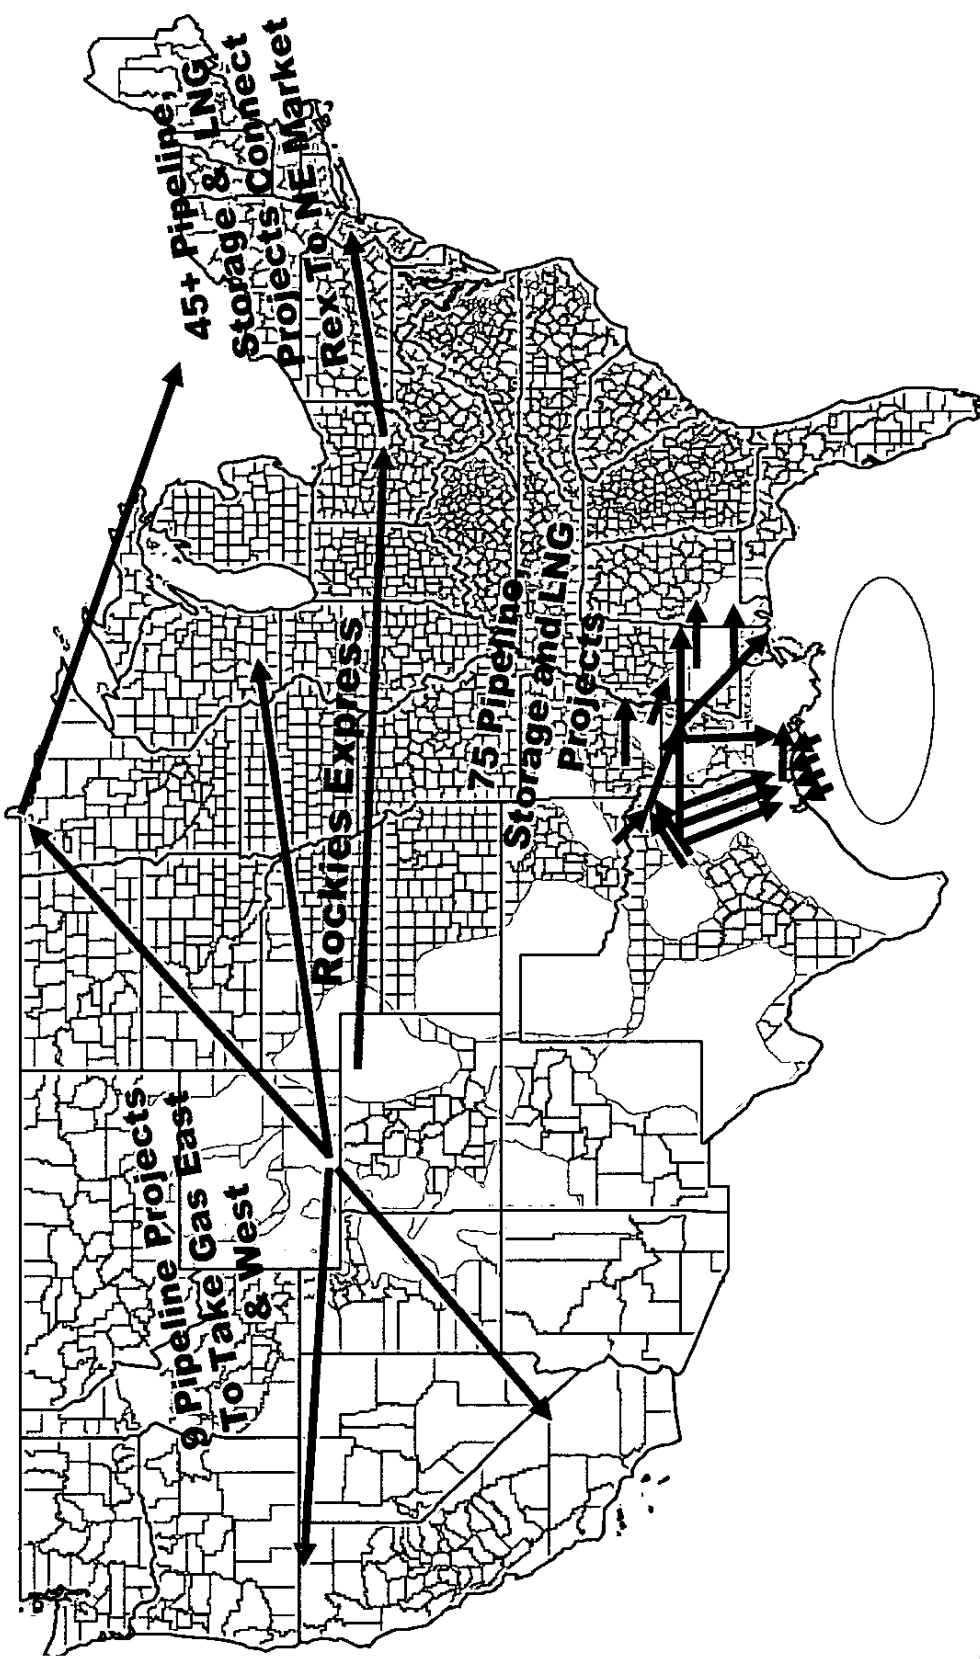 9 Pipeline Projects
To Take Gas East
& West
Rockies Express
75 Pipeline,
Storage and LNG
Projects
45+ Pipeline,
Storage & LNG
Projects Connect
Rex To NE Market